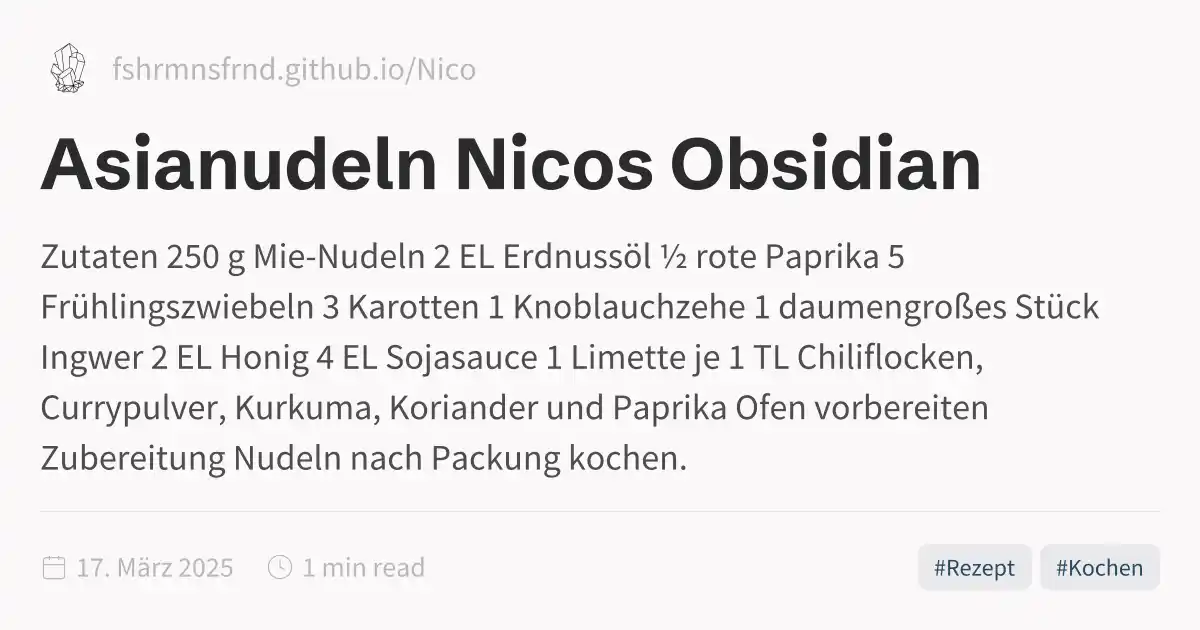 fshrmnsfrnd.github.io/Nico
Asianudeln Nicos Obsidian
Zutaten 250 g Mie-Nudeln 2 EL Erdnussöl ½ rote Paprika 5
Frühlingszwiebeln 3 Karotten 1 Knoblauchzehe 1 daumengroßes Stück
Ingwer 2 EL Honig 4 EL Sojasauce 1 Limette je 1 TL Chiliflocken,
Currypulver, Kurkuma, Koriander und Paprika Ofen vorbereiten
Zubereitung Nudeln nach Packung kochen.
17. März 2025 1 min read #Rezept #Kochen